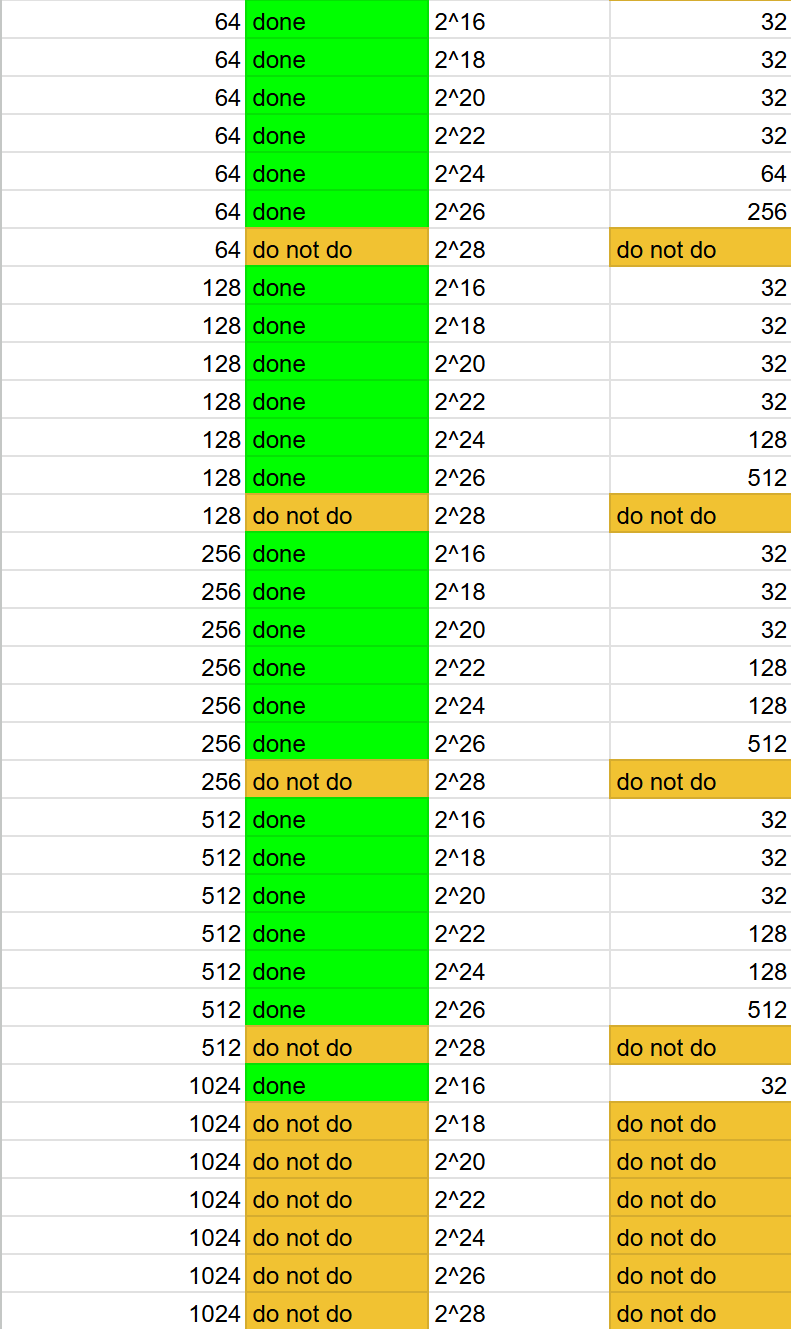 64 done 2^16 32
64 done 2^18 32
64 done 2^20 32
64 done 2^22 32
64 done 2^24 64
64 done 2^26 256
64 do not do 2^28 do not do
128 done 2^16 32
128 done 2^18 32
128 done 2^20 32
128 done 2^22 32
128 done 2^24 128
128 done 2^26 512
128 do not do 2^28 do not do
256 done 2^16 32
256 done 2^18 32
256 done 2^20 32
256 done 2^22 128
256 done 2^24 128
256 done 2^26 512
256 do not do 2^28 do not do
512 done 2^16 32
512 done 2^18 32
512 done 2^20 32
512 done 2^22 128
512 done 2^24 128
512 done 2^26 512
512 do not do 2^28 do not do
1024 done 2^16 32
1024 do not do 2^18 do not do
1024 do not do 2^20 do not do
1024 do not do 2^22 do not do
1024 do not do 2^24 do not do
1024 do not do 2^26 do not do
1024 do not do 2^28 do not do